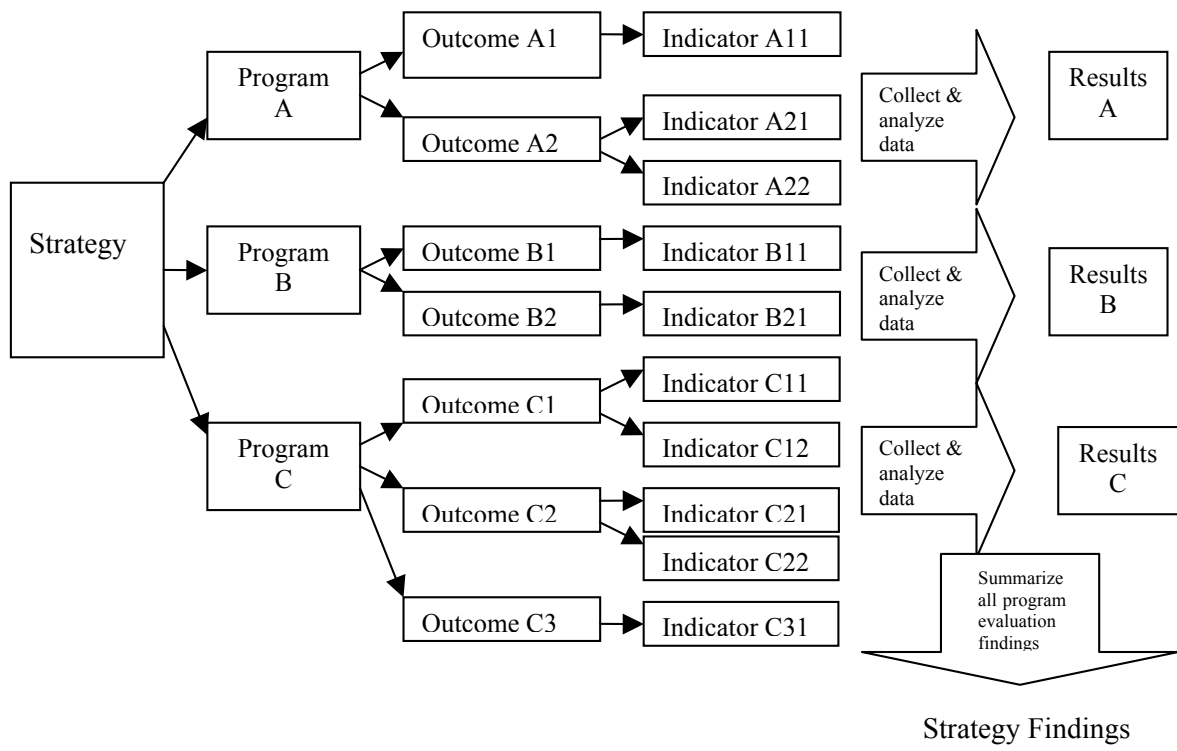 Strategy
Program
A
Program
B
Program
C
Outcome A1
Outcome A2
Outcome B1
Outcome B2
Outcome C1
Outcome C2
Outcome C3
Indicator A11
Indicator A21
Indicator A22
Indicator B11
Indicator B21
Indicator C11
Indicator C12
Indicator C21
Indicator C22
Indicator C31
Collect &
analyze
data
Collect &
analyze
data
Collect &
analyze
data
Results
A
Results
B
Results
C
Summarize
all program
evaluation
findings
Strategy Findings